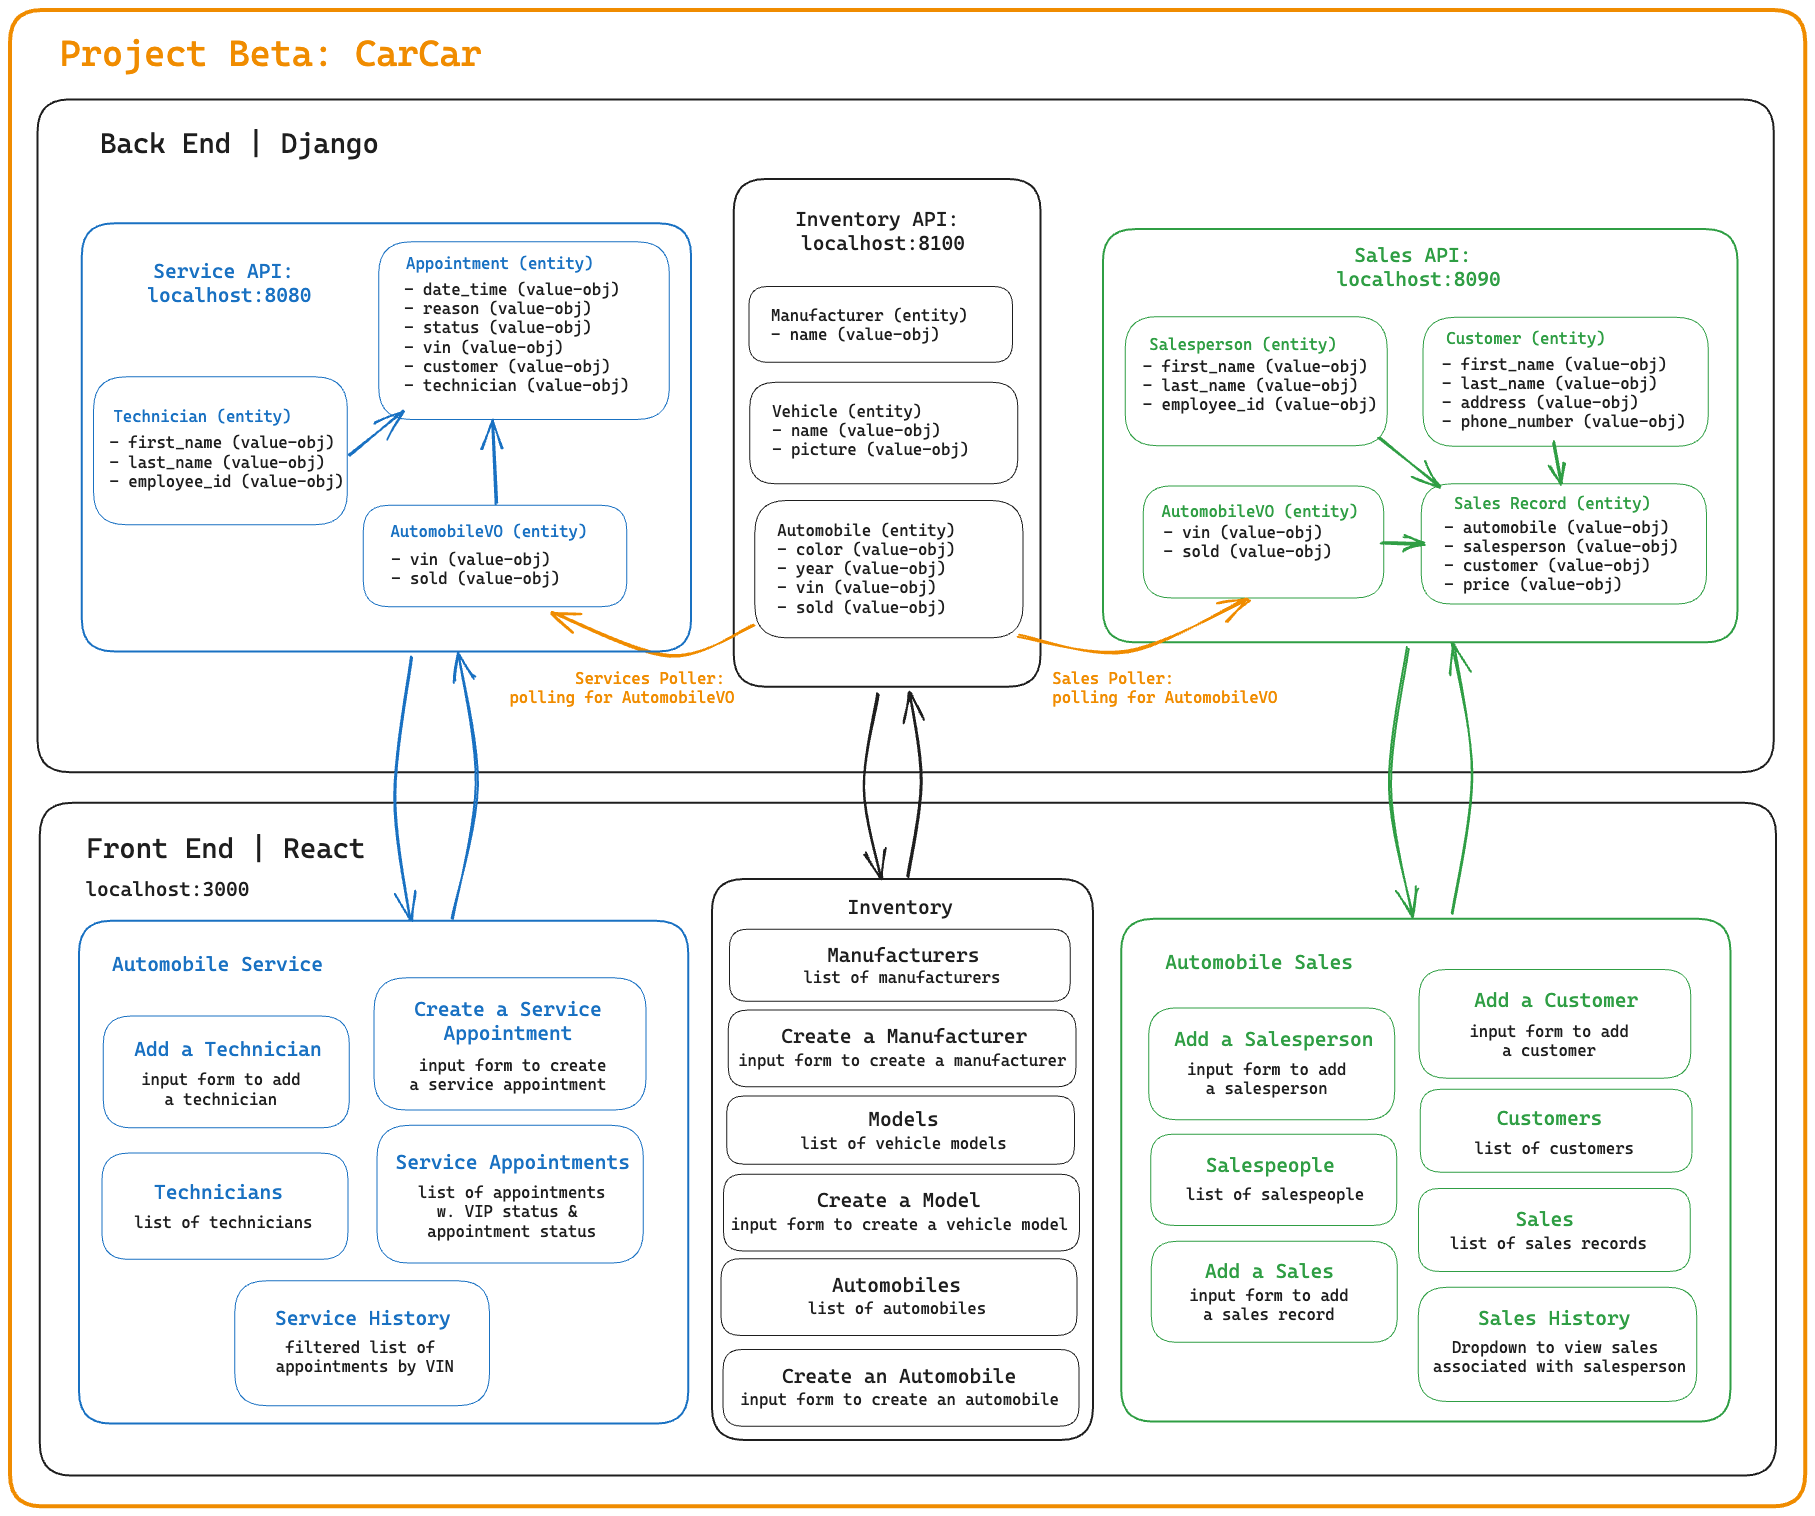 Project Beta: CarCar
Back End | Django
Service API:
localhost:8080
Appointment (entity)
- date_time (value-obj)
- reason (value-obj)
- status (value-obj)
- vin (value-obj)
- customer (value-obj)
- technician (value-obj)
Technician (entity)
- first_name (value-obj)
- last_name (value-obj)
- employee_id (value-obj)
AutomobileVO (entity)
- vin (value-obj)
- sold (value-obj)
Services Poller:
polling for AutomobileVO
Inventory API:
localhost:8100
Manufacturer (entity)
- name (value-obj)
Vehicle (entity)
- name (value-obj)
- picture (value-obj)
Automobile (entity)
- color (value-obj)
- year (value-obj)
- vin (value-obj)
- sold (value-obj)
Sales Poller:
polling for AutomobileVO
Sales API:
localhost:8090
Salesperson (entity)
- first_name (value-obj)
- last_name (value-obj)
- employee_id (value-obj)
Customer (entity)
- first_name (value-obj)
- last_name (value-obj)
- address (value-obj)
- phone_number (value-obj)
AutomobileVO (entity)
- vin (value-obj)
- sold (value-obj)
Sales Record (entity)
- automobile (value-obj)
- salesperson (value-obj)
- customer (value-obj)
- price (value-obj)
Front End | React
localhost:3000
Automobile Service
Add a Technician
input form to add
a technician
Create a Service
Appointment
input form to create
a service appointment
Technicians
list of technicians
Service Appointments
list of appointments
w. VIP status &
appointment status
Service History
filtered list of
appointments by VIN
Inventory
Manufacturers
list of manufacturers
Create a Manufacturer
input form to create a manufacturer
Models
list of vehicle models
Create a Model
input form to create a vehicle model
Automobiles
list of automobiles
Create an Automobile
input form to create an automobile
Automobile Sales
Add a Salesperson
input form to add
a salesperson
Add a Customer
input form to add
a customer
Salespeople
list of salespeople
Customers
list of customers
Add a Sales
input form to add
a sales record
Sales
list of sales records
Sales History
Dropdown to view sales
associated with salesperson